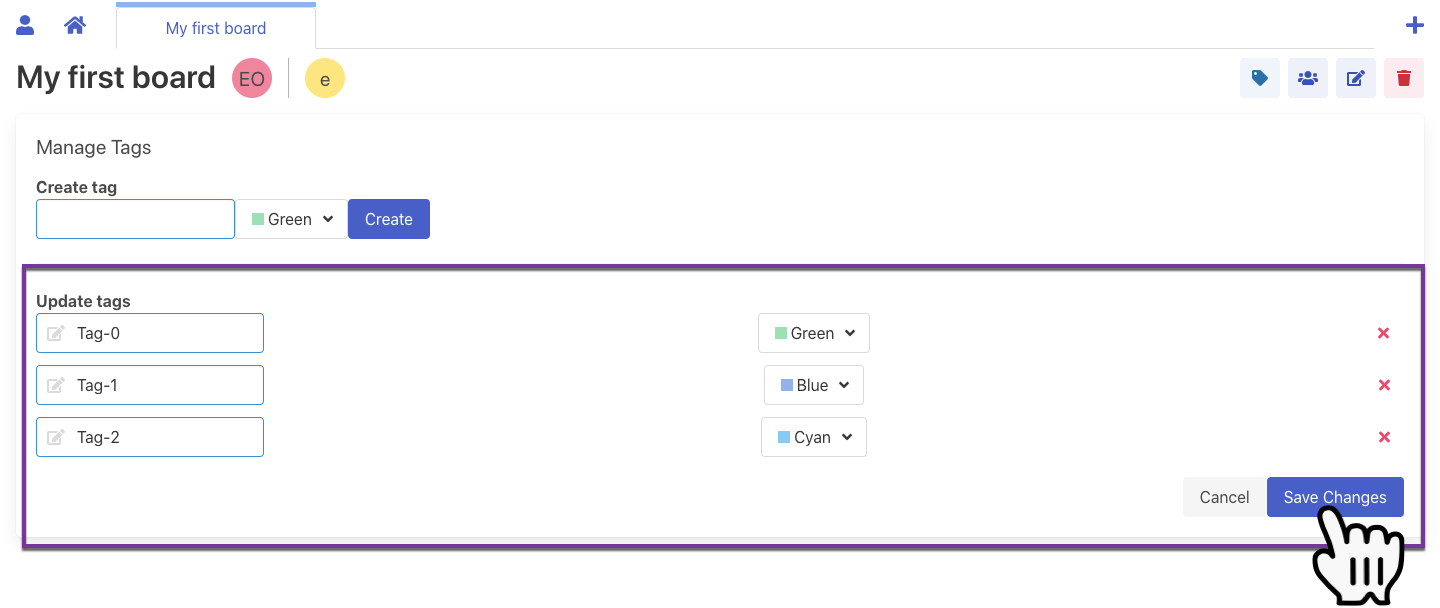 My first board
My first board EO e
Manage Tags
Create tag
Green Create
Update tags
Tag-0 Green
Tag-1 Blue
Tag-2 Cyan
Cancel Save Changes